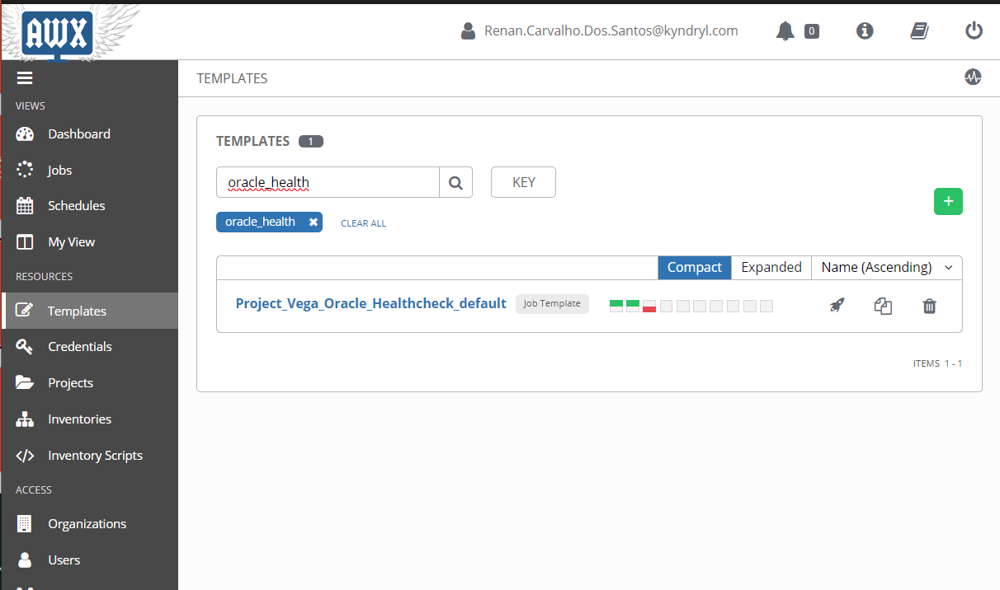 AWX
Renan.Carvalho.Dos.Santos@kyndryl.com
0
TEMPLATES
VIEWS
Dashboard
Jobs
Schedules
My View
RESOURCES
Templates
Credentials
Projects
Inventories
Inventory Scripts
ACCESS
Organizations
Users
TEMPLATES 1
oracle_health
KEY
+
oracle_health ✖ CLEAR ALL
Compact Expanded Name (Ascending)
Project_Vega_Oracle_Healthcheck_default Job Template
ITEMS 1 - 1